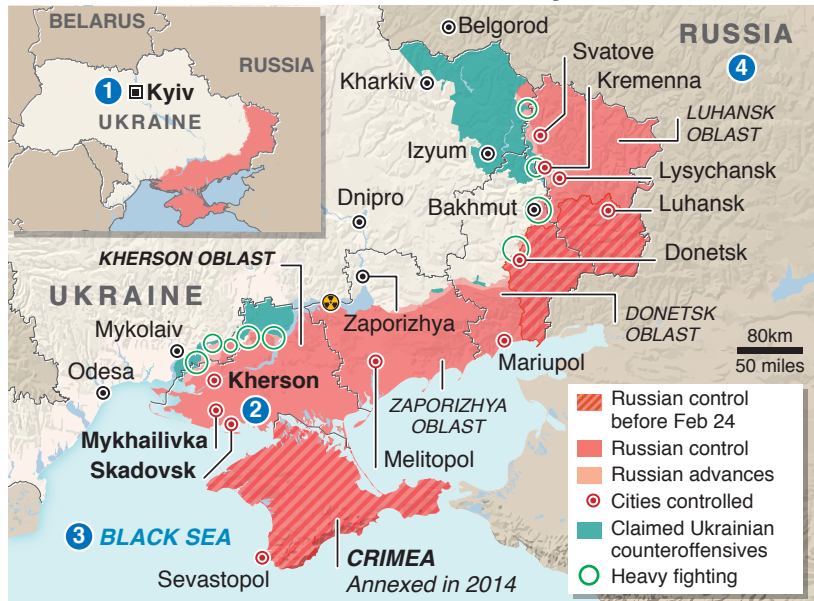 BELARUS
1
Kyiv
UKRAINE
RUSSIA
Belgorod
Kharkiv
Svatove
Kremenna
RUSSIA
4
LUHANSK
OBLAST
Izyum
Lysychansk
Dnipro
Bakhmut
Luhansk
KHERSON OBLAST
Donetsk
UKRAINE
Zaporizhya
DONETSK
OBLAST
Mykolaiv
80km
50 miles
Odesa
Kherson
Mariupol
2
ZAPORIZHYA
OBLAST
Mykhailivka
Skadovsk
Melitopol
3
BLACK SEA
Sevastopol
CRIMEA
Annexed in 2014
Russian control
before Feb 24
Russian control
Russian advances
Cities controlled
Claimed Ukrainian
counteroffensives
Heavy fighting